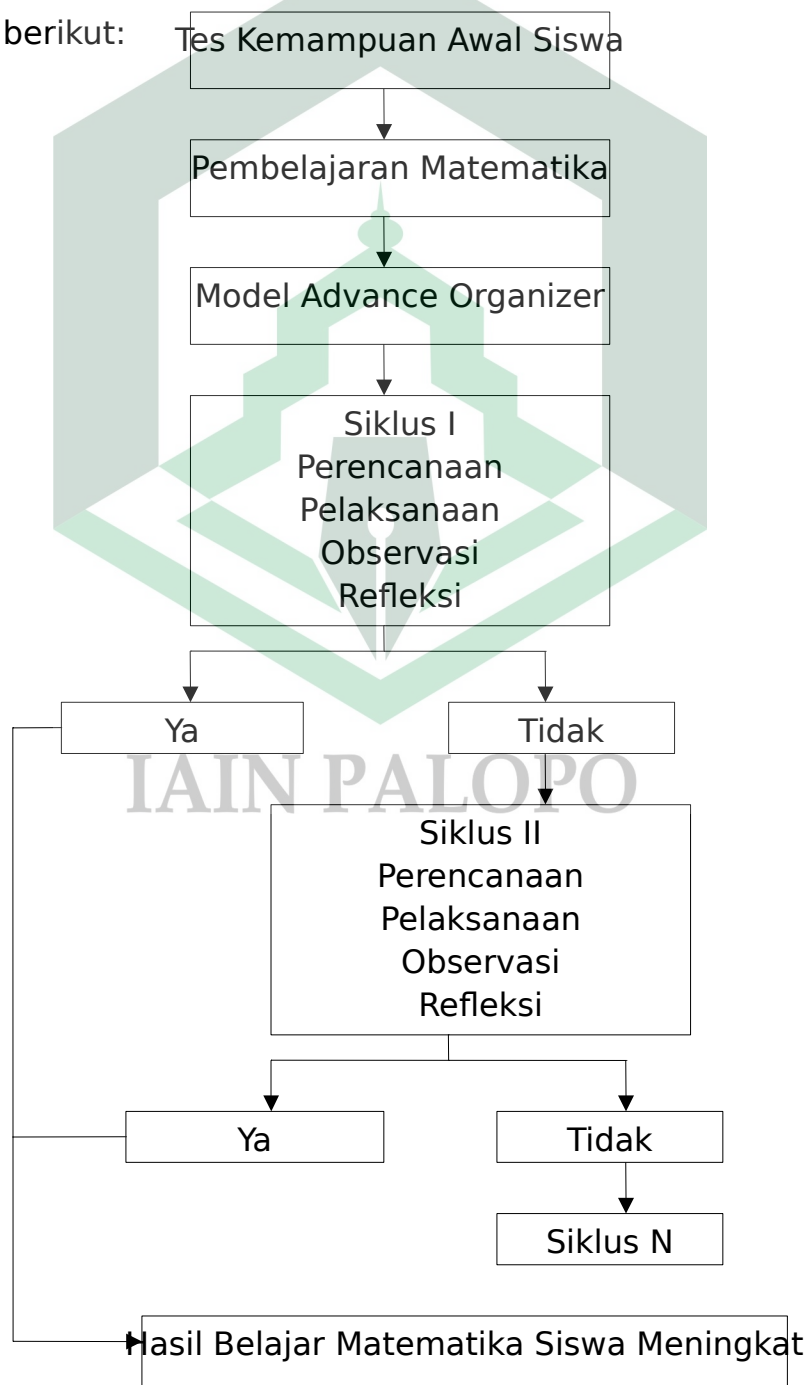 berikut:
Tes Kemampuan Awal Siswa
Pembelajaran Matematika
Model Advance Organizer
Siklus I
Perencanaan
Pelaksanaan
Observasi
Refleksi
Ya
Tidak
IAIN PALOPO
Siklus II
Perencanaan
Pelaksanaan
Observasi
Refleksi
Ya
Tidak
Siklus N
Hasil Belajar Matematika Siswa Meningkat